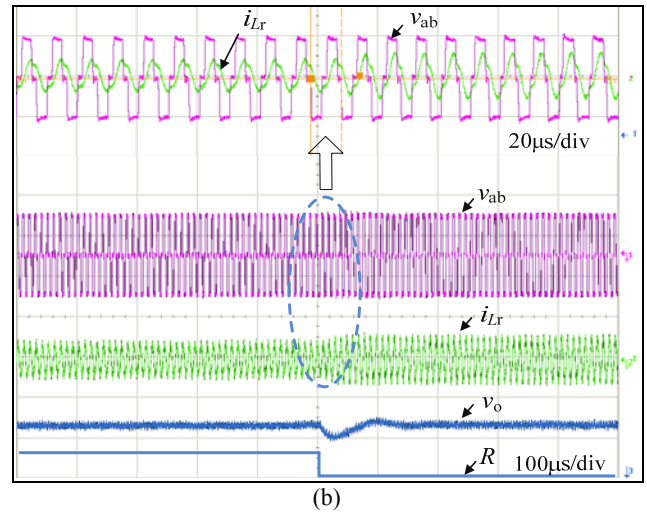 i_Lr
v_ab
20μs/div
v_ab
i_Lr
v_o
R 100μs/div
(b)